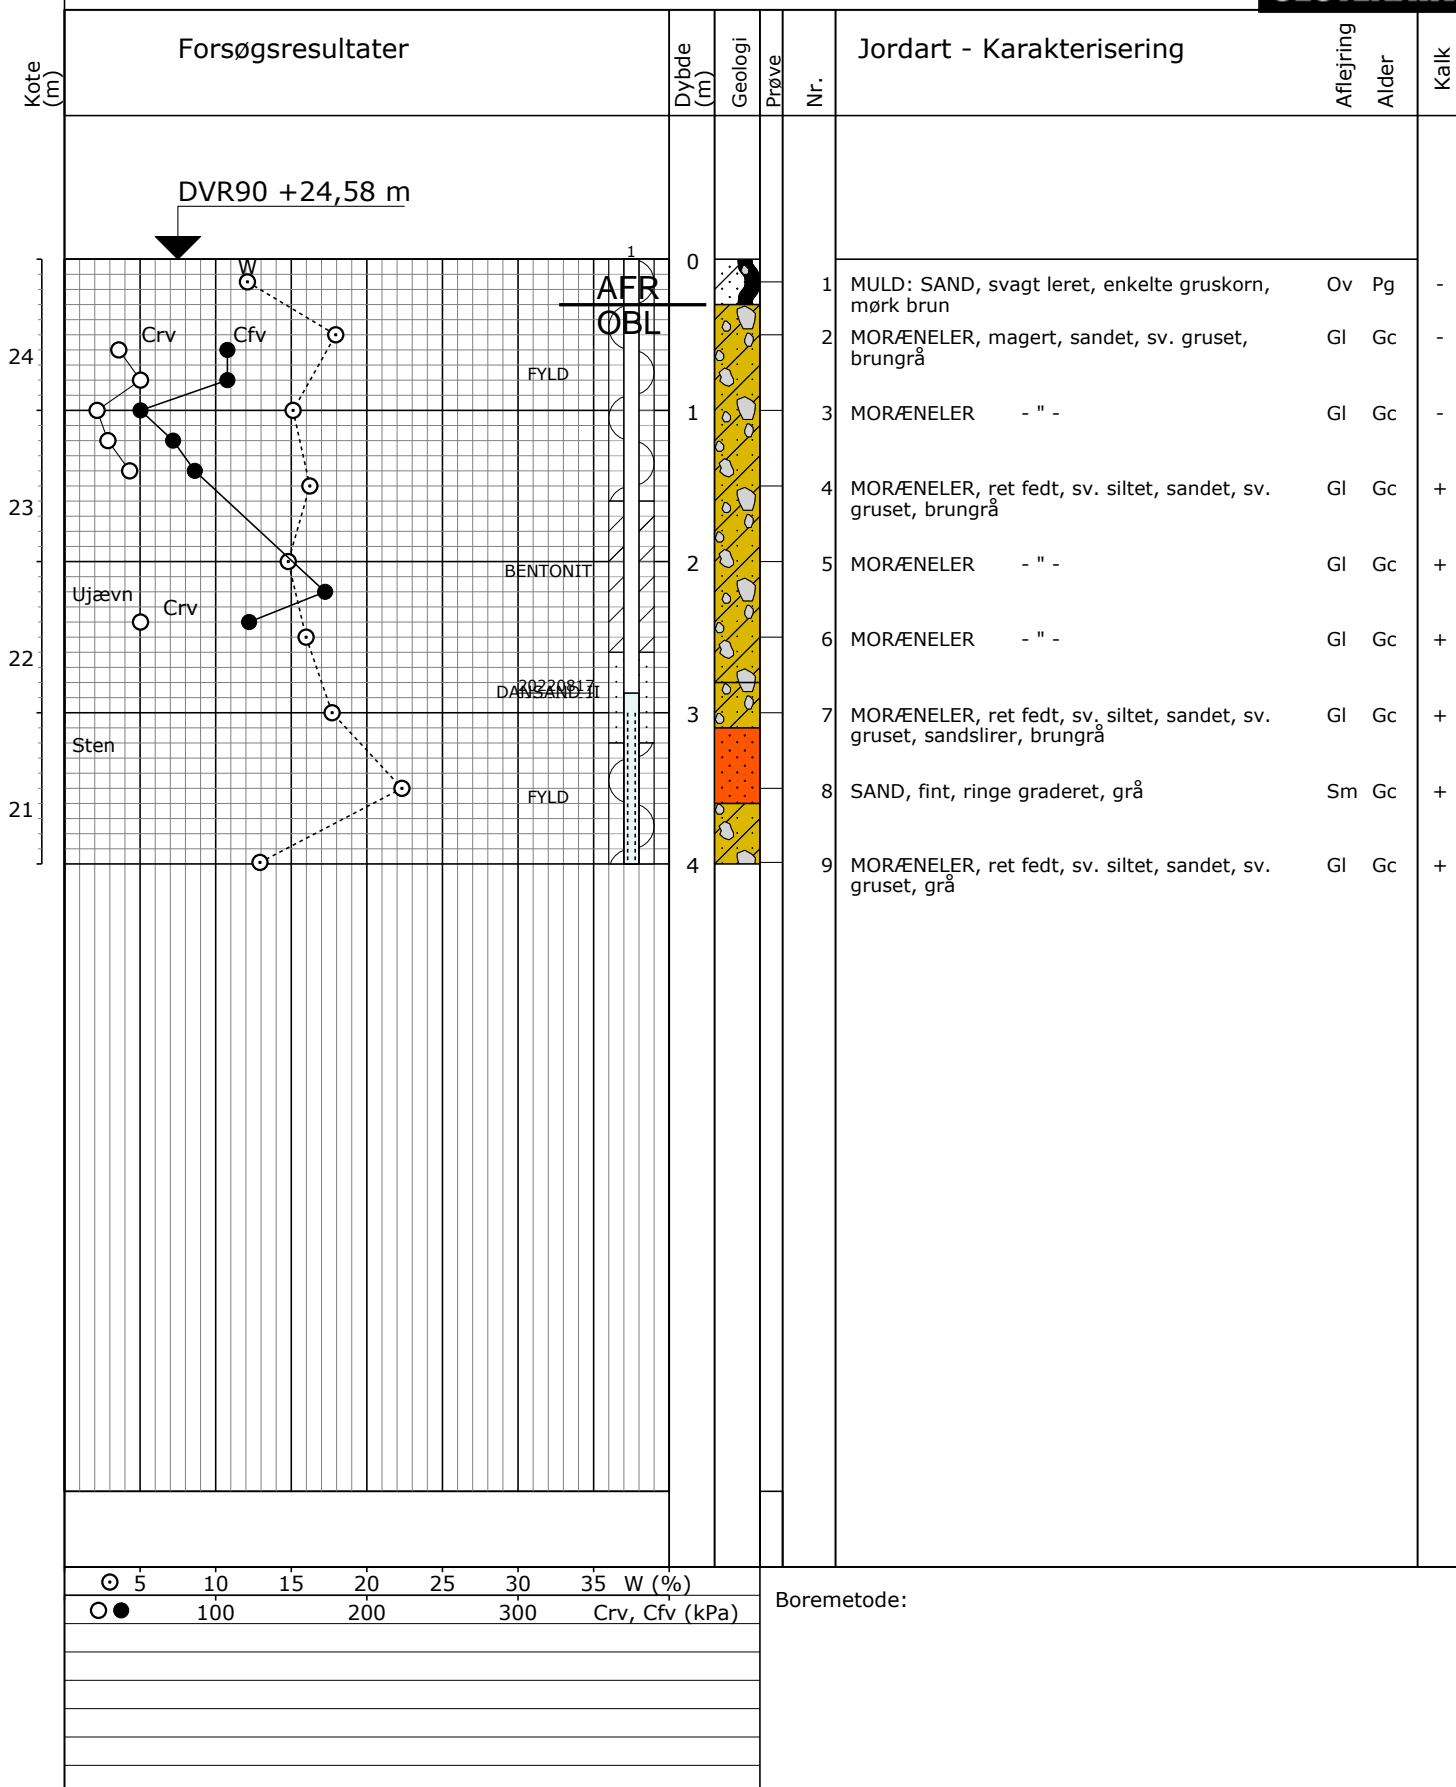 Kote (m)
Forsøgsresultater
Dybde (m)
Geologi
Prøve
Nr.
Jordart - Karakterisering
Aflejring
Alder
Kalk
DVR90 +24,58 m
1
W
0
AFR
OBL
1 MULD: SAND, svagt leret, enkelte gruskorn, Ov Pg -
mørk brun
Crv Cfv
2 MORÆNELER, magert, sandet, sv. gruset, Gl Gc -
brungrå
24
FYLD
1
3 MORÆNELER - " - Gl Gc -
4 MORÆNELER, ret fedt, sv. siltet, sandet, sv. Gl Gc +
gruset, brungrå
23
BENTONIT
2
5 MORÆNELER - " - Gl Gc +
Ujævn
Crv
6 MORÆNELER - " - Gl Gc +
22
20220817
DANSAND II
3
7 MORÆNELER, ret fedt, sv. siltet, sandet, sv. Gl Gc +
gruset, sandslirer, brungrå
Sten
FYLD
8 SAND, fint, ringe graderet, grå Sm Gc +
21
4
9 MORÆNELER, ret fedt, sv. siltet, sandet, sv. Gl Gc +
gruset, grå
5 10 15 20 25 30 35 W (%)
100 200 300 Crv, Cfv (kPa)
Boremetode: